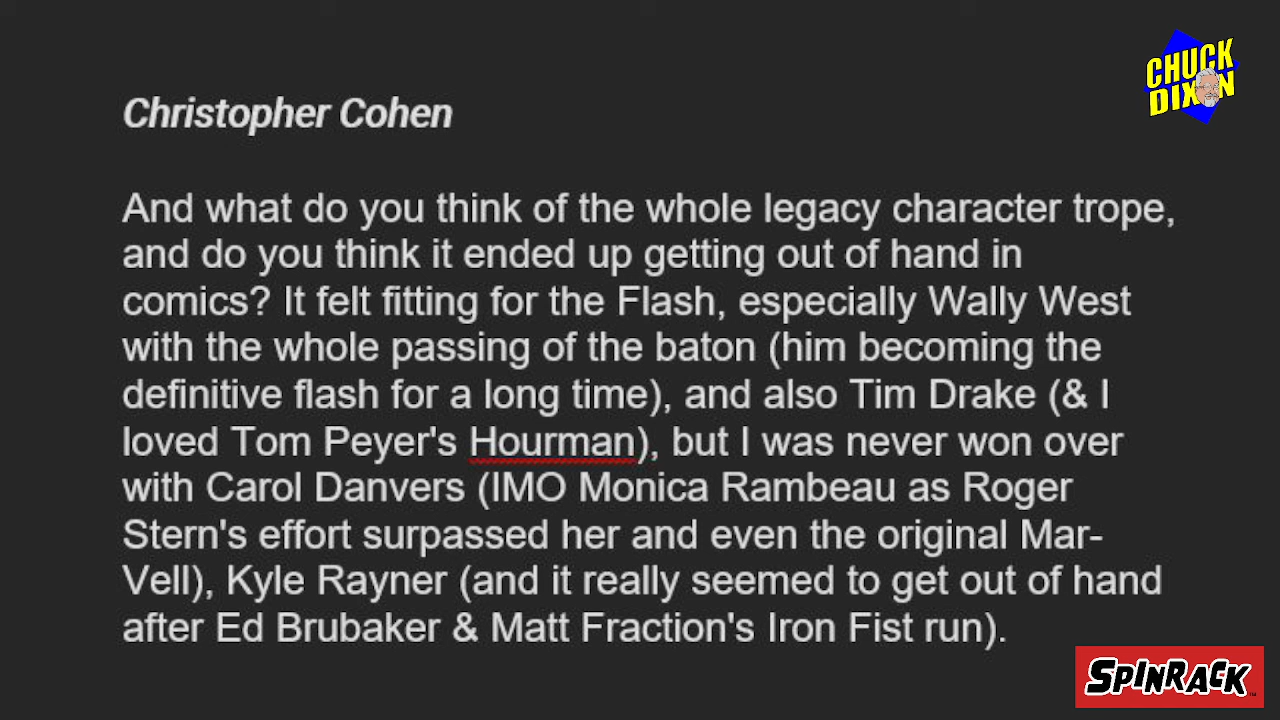 CHUCK
DIXON
Christopher Cohen
And what do you think of the whole legacy character trope,
and do you think it ended up getting out of hand in
comics? It felt fitting for the Flash, especially Wally West
with the whole passing of the baton (him becoming the
definitive flash for a long time), and also Tim Drake (& I
loved Tom Peyer's Hourman), but I was never won over
with Carol Danvers (IMO Monica Rambeau as Roger
Stern's effort surpassed her and even the original Mar-
Vell), Kyle Rayner (and it really seemed to get out of hand
after Ed Brubaker & Matt Fraction's Iron Fist run).
SPINRACK